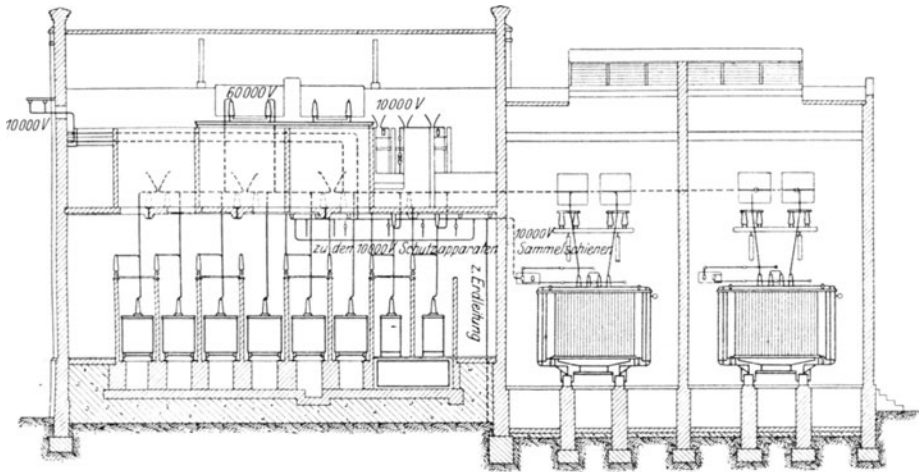 60000 V
10000 V
10000 V
10000 V
zu den 10000 V Schutzapparaten
Sammelschienen
z. Erdleitung